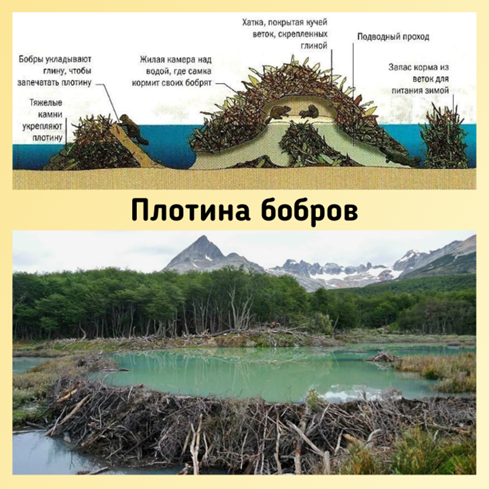 Хатка, покрытая кучей
веток, скрепленных
глиной
Подводный проход
Бобры укладывают
глину, чтобы
запечатать плотину
Жилая камера над
водой, где самка
кормит своих бобрят
Запас корма из
веток для
питания зимой
Тяжелые
камни
укрепляют
плотину
Плотина бобров